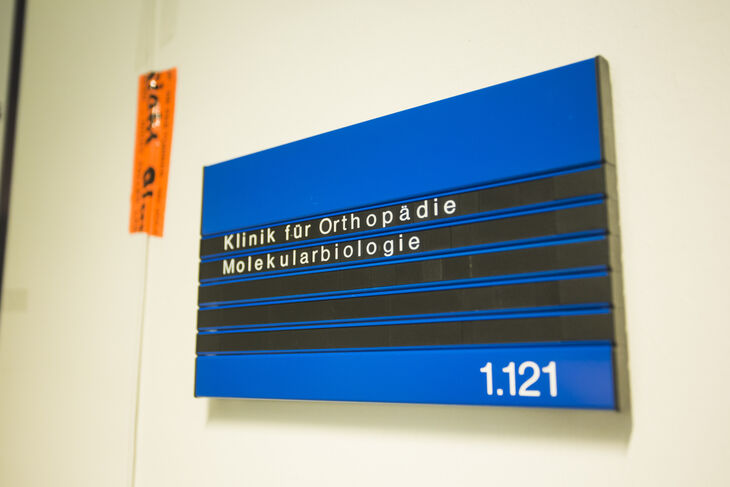 Klinik für Orthopädie
Molekularbiologie
1.121